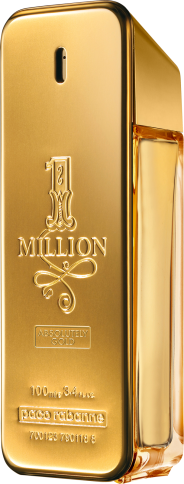 1
MILLION
ABSOLUTELY
GOLD
100ml 3.4 fl.oz.
paco rabanne